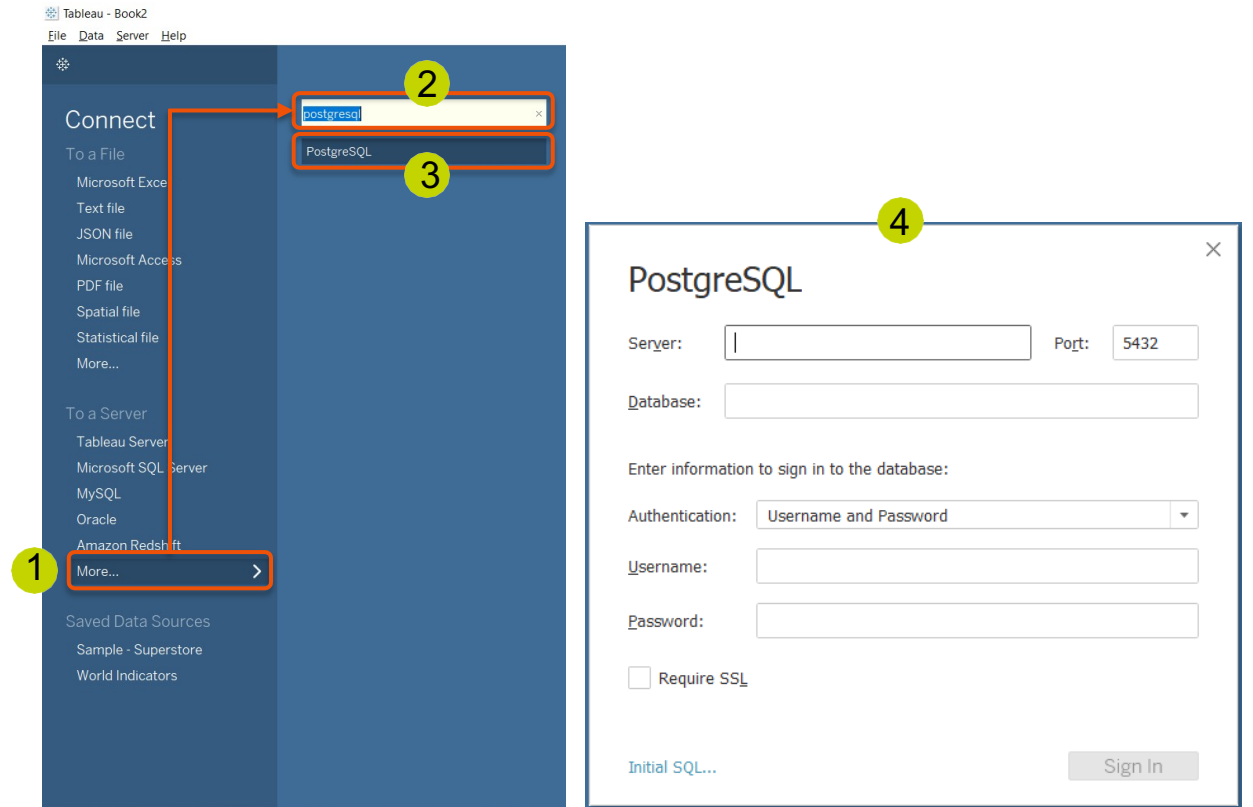 Tableau - Book2
File Data Server Help
Connect
To a File
Microsoft Excel
Text file
JSON file
Microsoft Access
PDF file
Spatial file
Statistical file
More...
To a Server
Tableau Server
Microsoft SQL Server
MySQL
Oracle
Amazon Redshift
1
More...
Saved Data Sources
Sample - Superstore
World Indicators
2
postgresql ×
PostgreSQL
3
4
PostgreSQL
Server: Port: 5432
Database:
Enter information to sign in to the database:
Authentication: Username and Password
Username:
Password:
Require SSL
Initial SQL... Sign In